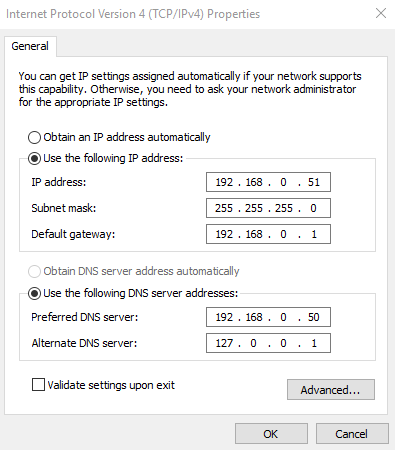 Internet Protocol Version 4 (TCP/IPv4) Properties
General
You can get IP settings assigned automatically if your network supports
this capability. Otherwise, you need to ask your network administrator
for the appropriate IP settings.
Obtain an IP address automatically
Use the following IP address:
IP address: 192 . 168 . 0 . 51
Subnet mask: 255 . 255 . 255 . 0
Default gateway: 192 . 168 . 0 . 1
Obtain DNS server address automatically
Use the following DNS server addresses:
Preferred DNS server: 192 . 168 . 0 . 50
Alternate DNS server: 127 . 0 . 0 . 1
Validate settings upon exit
Advanced...
OK Cancel